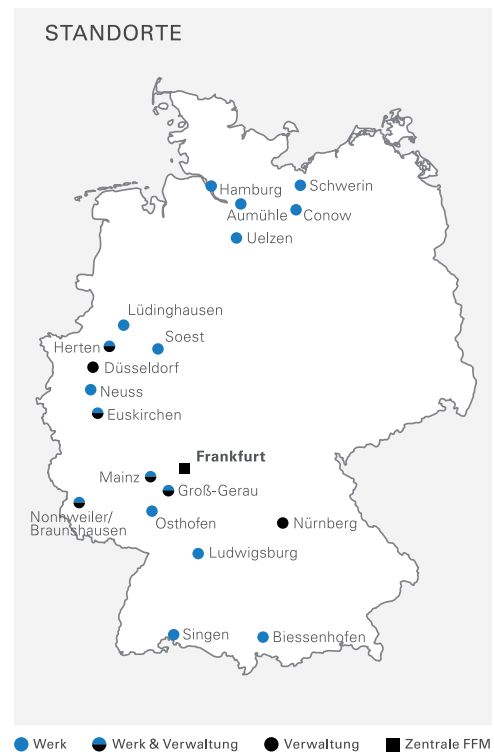 STANDORTE
Hamburg
Schwerin
Aumühle
Conow
Uelzen
Lüdinghausen
Soest
Herten
Düsseldorf
Neuss
Euskirchen
Frankfurt
Mainz
Groß-Gerau
Nonnweiler/
Braunshausen
Osthofen
Nürnberg
Ludwigsburg
Singen
Biessenhofen
Werk
Werk & Verwaltung
Verwaltung
Zentrale FFM